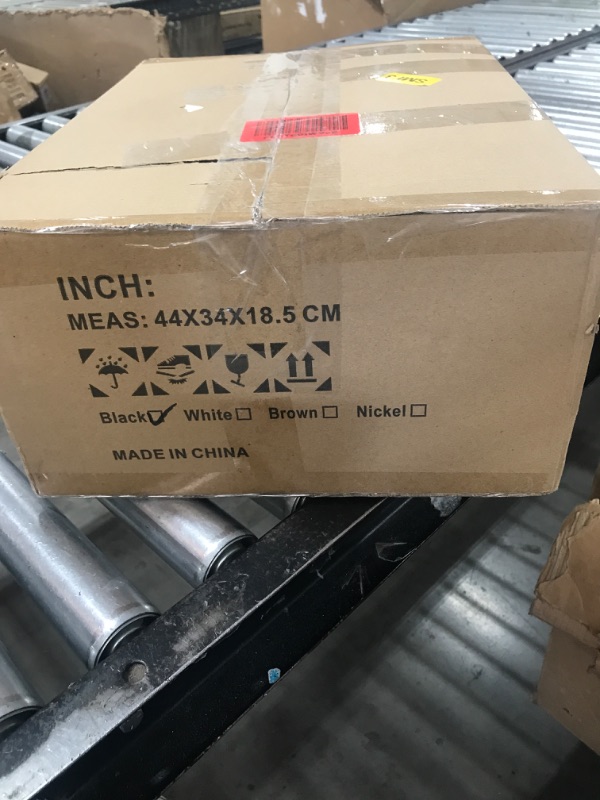 INCH:
MEAS: 44X34X18.5 CM
Black White Brown Nickel
MADE IN CHINA